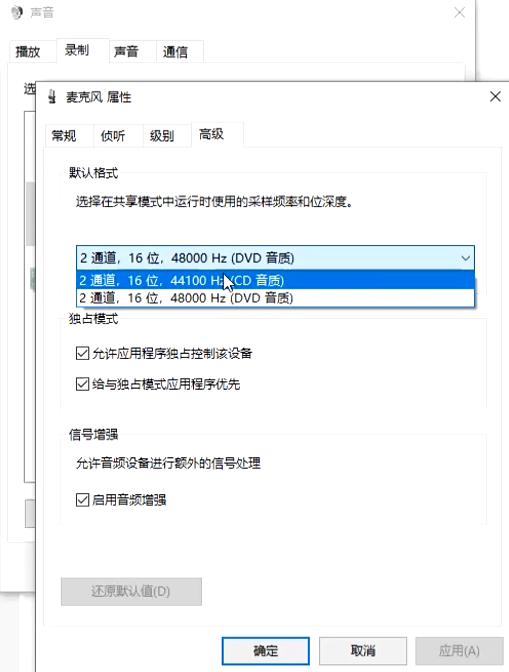 声音
播放 录制 声音 通信
选
麦克风 属性
常规 侦听 级别 高级
默认格式
选择在共享模式中运行时使用的采样频率和位深度。
2 通道，16 位，48000 Hz (DVD 音质)
2 通道，16 位，44100 Hz (CD 音质)
2 通道，16 位，48000 Hz (DVD 音质)
独占模式
允许应用程序独占控制该设备
给与独占模式应用程序优先
信号增强
允许音频设备进行额外的信号处理
启用音频增强
还原默认值(D)
确定 取消 应用(A)